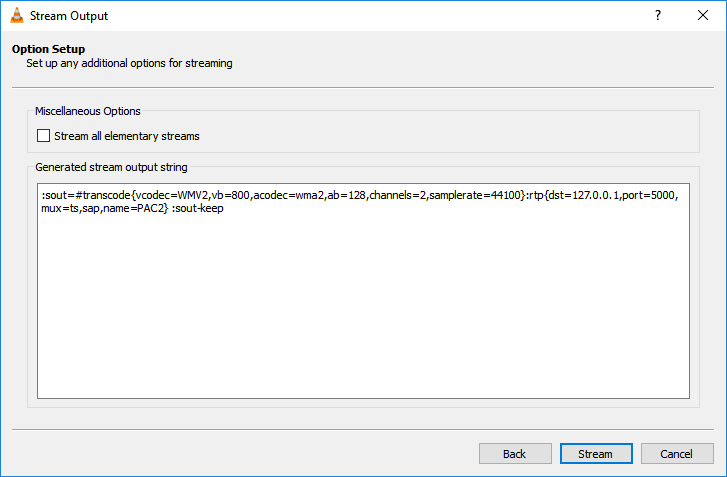 Stream Output
?
Option Setup
Set up any additional options for streaming
Miscellaneous Options
Stream all elementary streams
Generated stream output string
:sout=#transcode{vcodec=WMV2,vb=800,acodec=wma2,ab=128,channels=2,samplerate=44100}:rtp{dst=127.0.0.1,port=5000,
mux=ts,sap,name=PAC2} :sout-keep
Back Stream Cancel